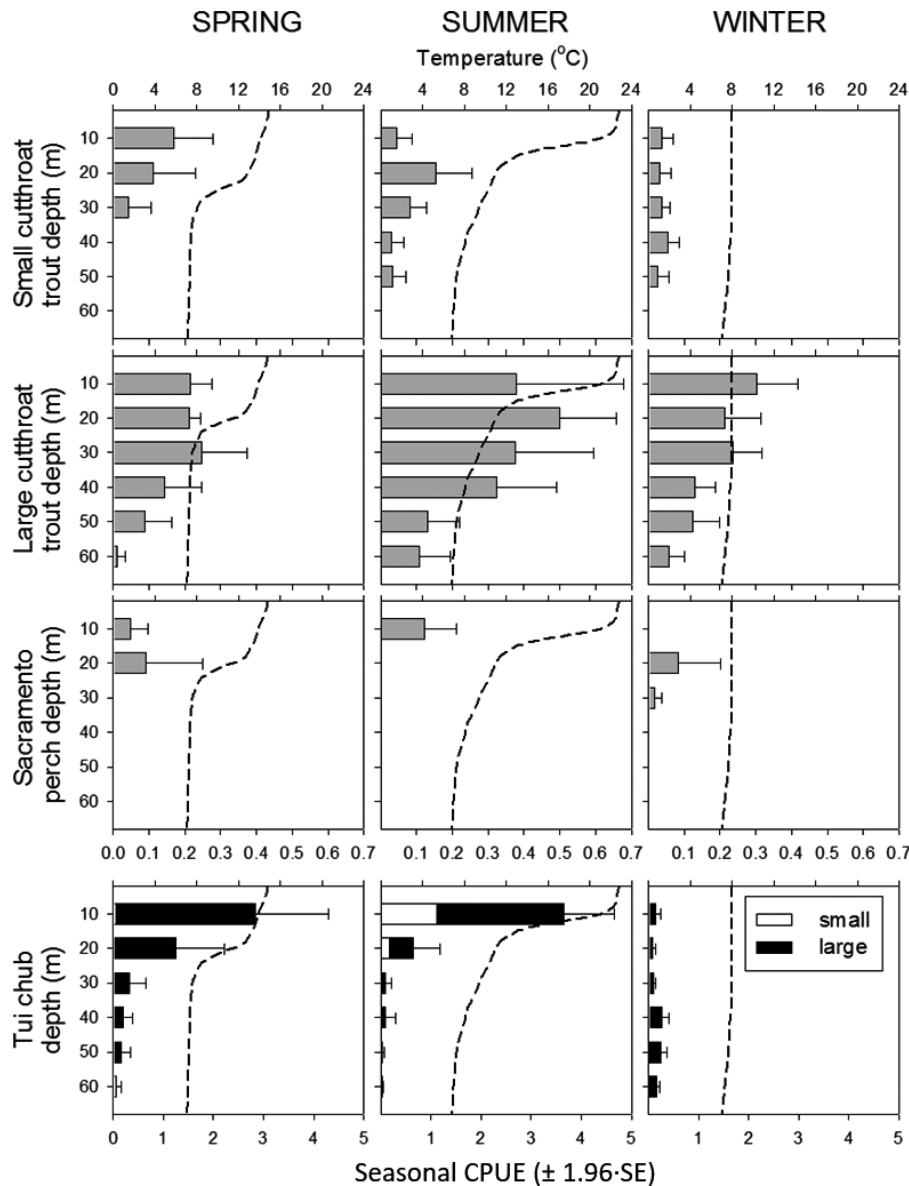 SPRING SUMMER WINTER
Temperature (°C)
0 4 8 12 16 20 24 4 8 12 16 20 24 4 8 12 16 20 24
Small cutthroat
trout depth (m)
10
20
30
40
50
60
Large cutthroat
trout depth (m)
10
20
30
40
50
60
Sacramento
perch depth (m)
10
20
30
40
50
60
0.0 0.1 0.2 0.3 0.4 0.5 0.6 0.7 0.1 0.2 0.3 0.4 0.5 0.6 0.7 0.1 0.2 0.3 0.4 0.5 0.6 0.7
Tui chub
depth (m)
10
20
30
40
50
60
small
large
0 1 2 3 4 5 1 2 3 4 5 1 2 3 4 5
Seasonal CPUE (± 1.96·SE)